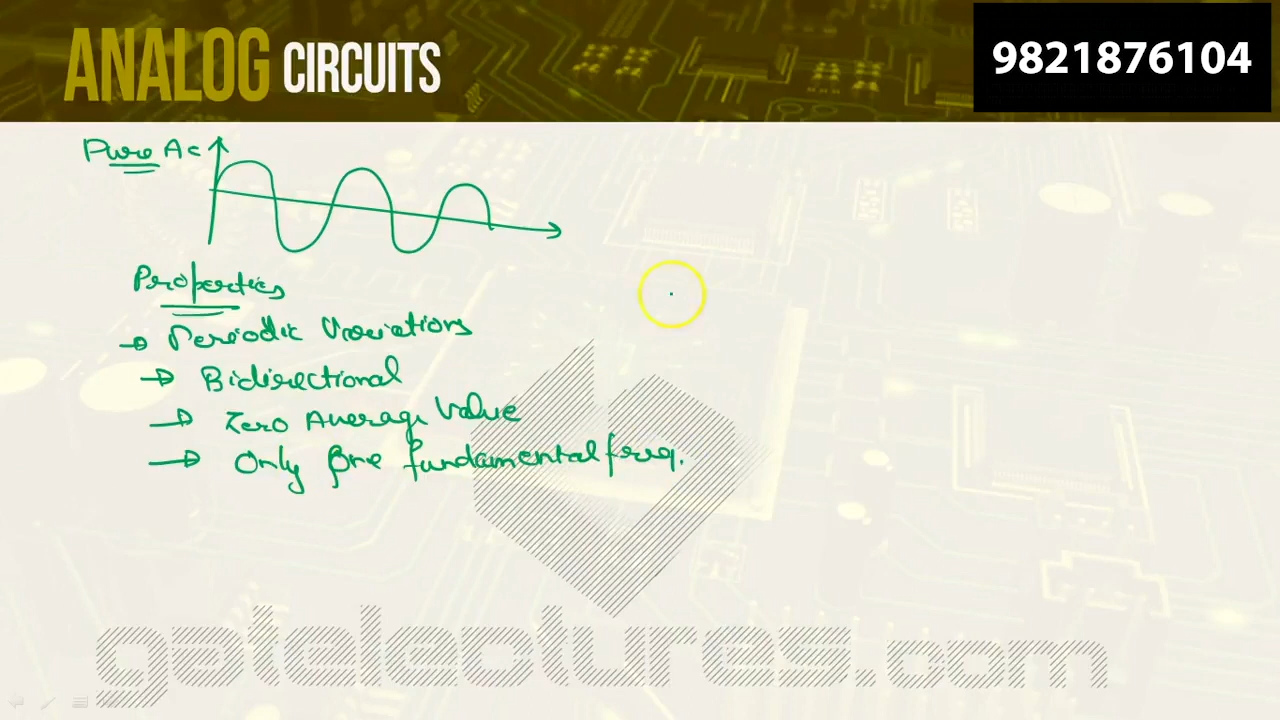 ANALOG CIRCUITS
9821876104
Pure Ac
Properties
Periodic Variations
Bidirectional
Zero Average Value
Only One fundamental freq.
gatelectures.com